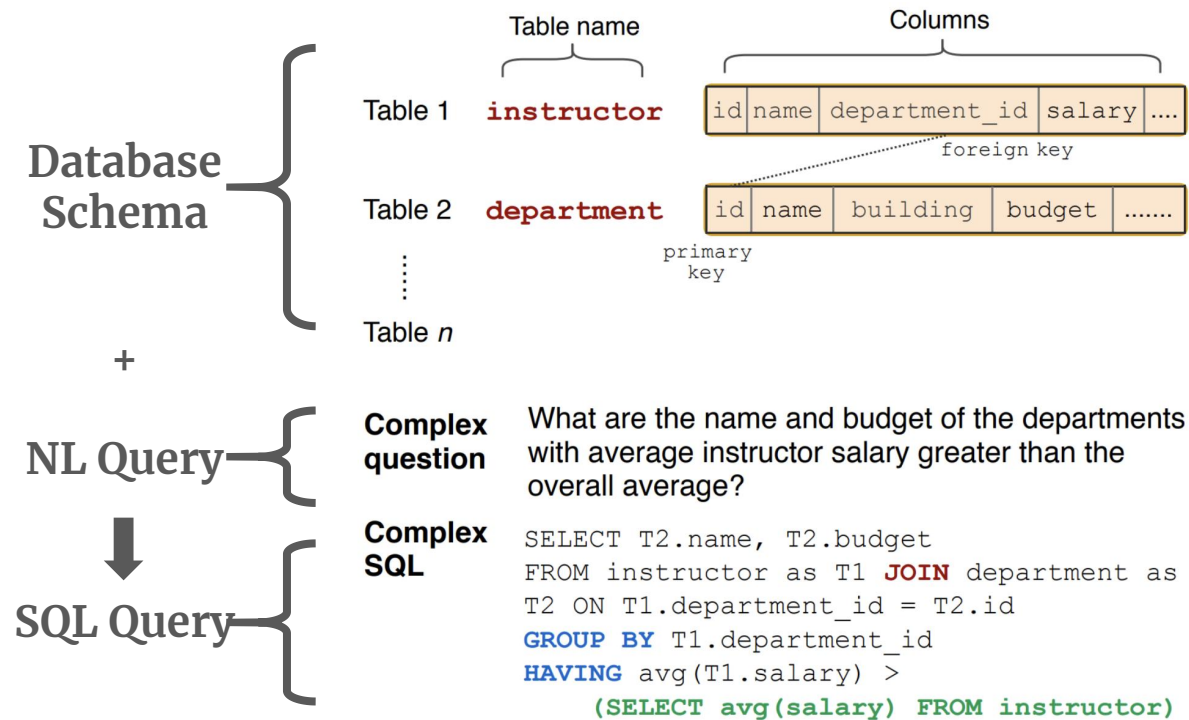 Table name
Columns
Database
Schema
Table 1
instructor
id name department_id salary ....
foreign key
Table 2
department
id name building budget .......
primary
key
Table n
+
NL Query
Complex
question
What are the name and budget of the departments
with average instructor salary greater than the
overall average?
SQL Query
Complex
SQL
SELECT T2.name, T2.budget
FROM instructor as T1 JOIN department as
T2 ON T1.department_id = T2.id
GROUP BY T1.department_id
HAVING avg(T1.salary) >
(SELECT avg(salary) FROM instructor)